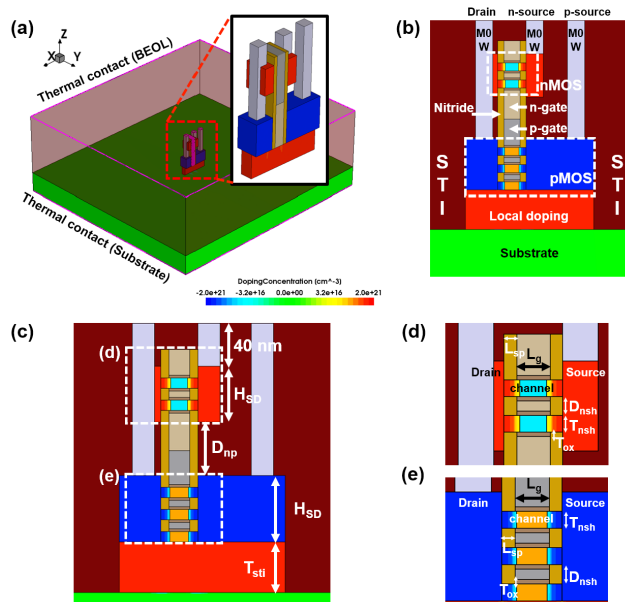 (a)
Z
X
Y
Thermal contact (BEOL)
Thermal contact (Substrate)
(b)
Drain n-source p-source
M0 W
M0 W
M0 W
nMOS
Nitride
n-gate
p-gate
STI
STI
pMOS
Local doping
Substrate
DopingConcentration (cm^-3)
-2.0e+21 -3.2e+16 0.0e+00 3.2e+16 2.0e+21
(c)
(d)
40 nm
HSD
Dnp
(e)
HSD
Tsti
(d)
Lsp
Lg
Drain
Source
channel
Dnsh
Tnsh
Tox
(e)
Lg
Drain
Source
channel
Tnsh
Lsp
Dnsh
Tox